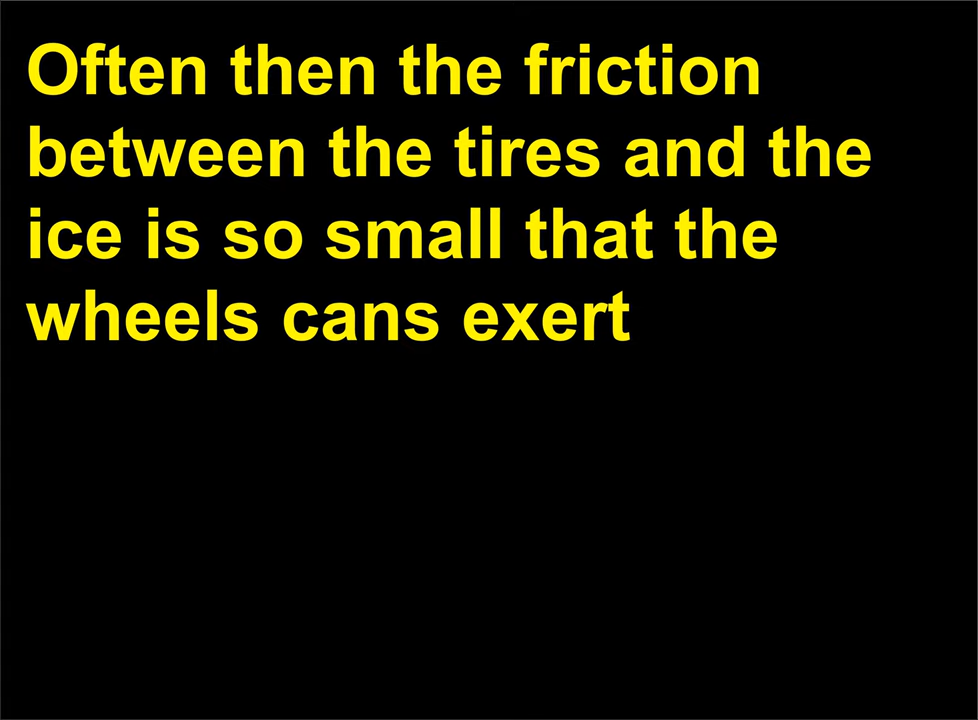 Often then the friction
between the tires and the
ice is so small that the
wheels cans exert